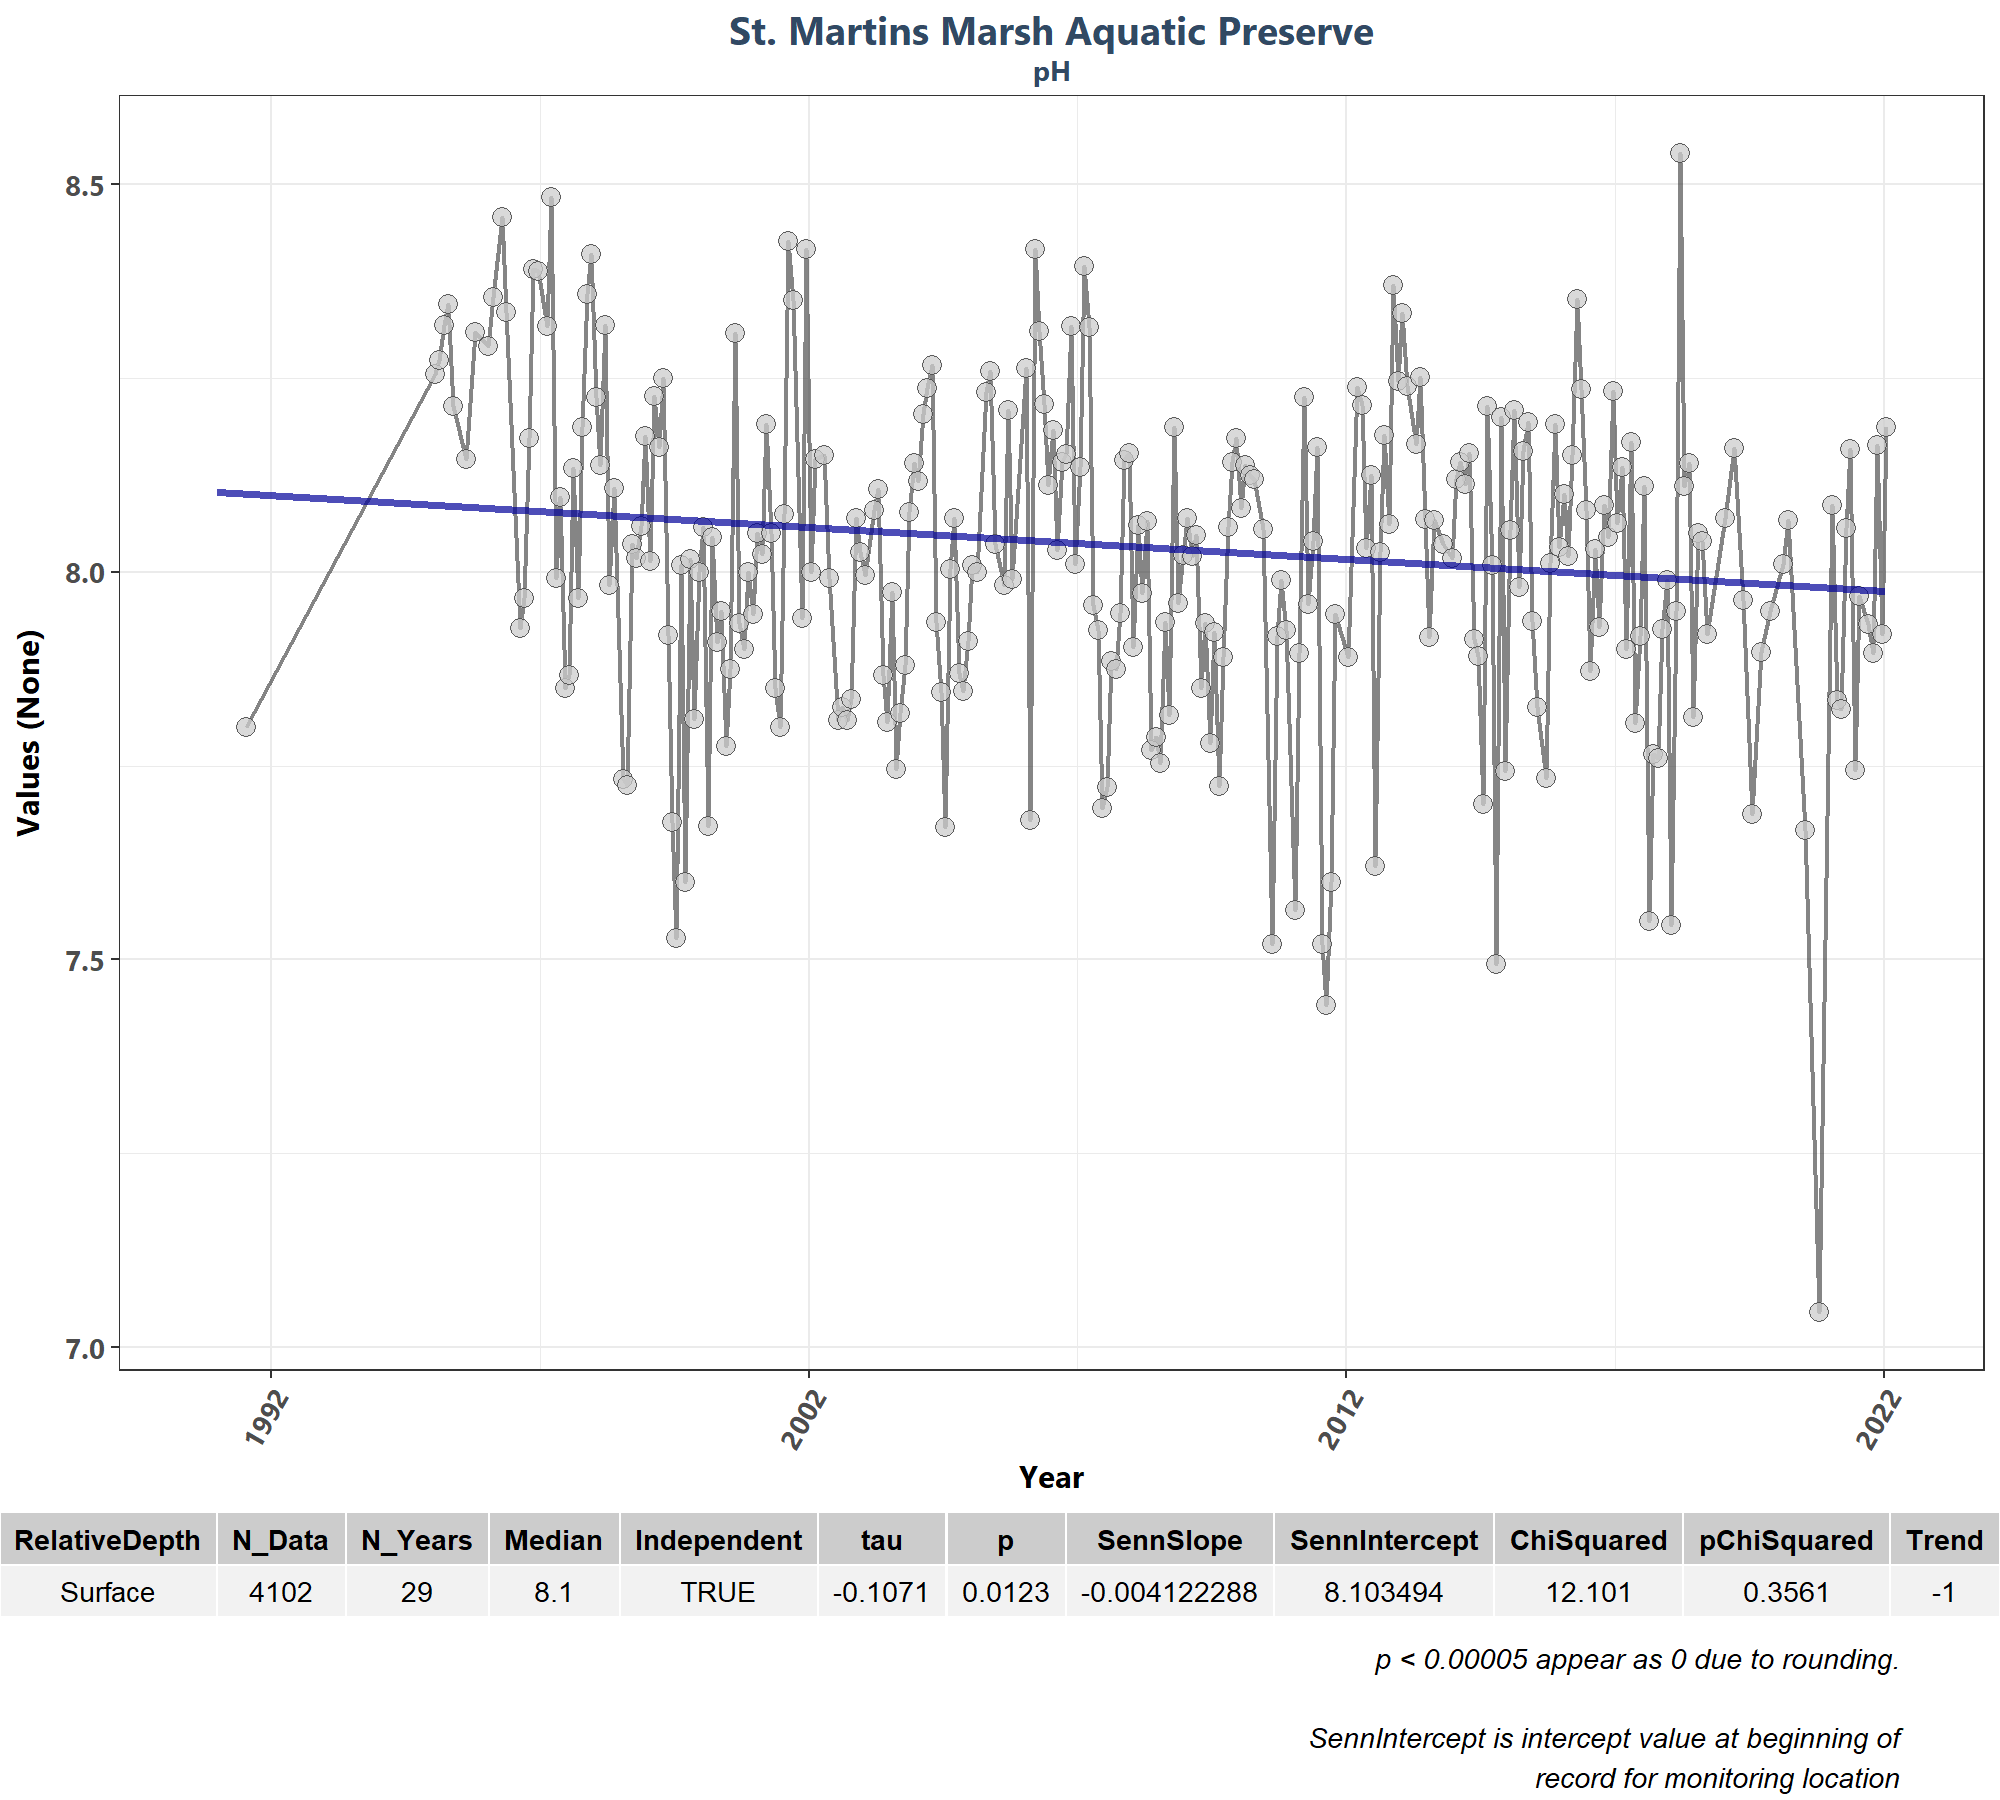 St. Martins Marsh Aquatic Preserve
pH
8.5
8.0
7.5
7.0
Values (None)
1992 2002 2012 2022
Year
RelativeDepth N_Data N_Years Median Independent tau p SennSlope SennIntercept ChiSquared pChiSquared Trend
Surface 4102 29 8.1 TRUE -0.1071 0.0123 -0.004122288 8.103494 12.101 0.3561 -1
p < 0.00005 appear as 0 due to rounding.
SennIntercept is intercept value at beginning of
record for monitoring location